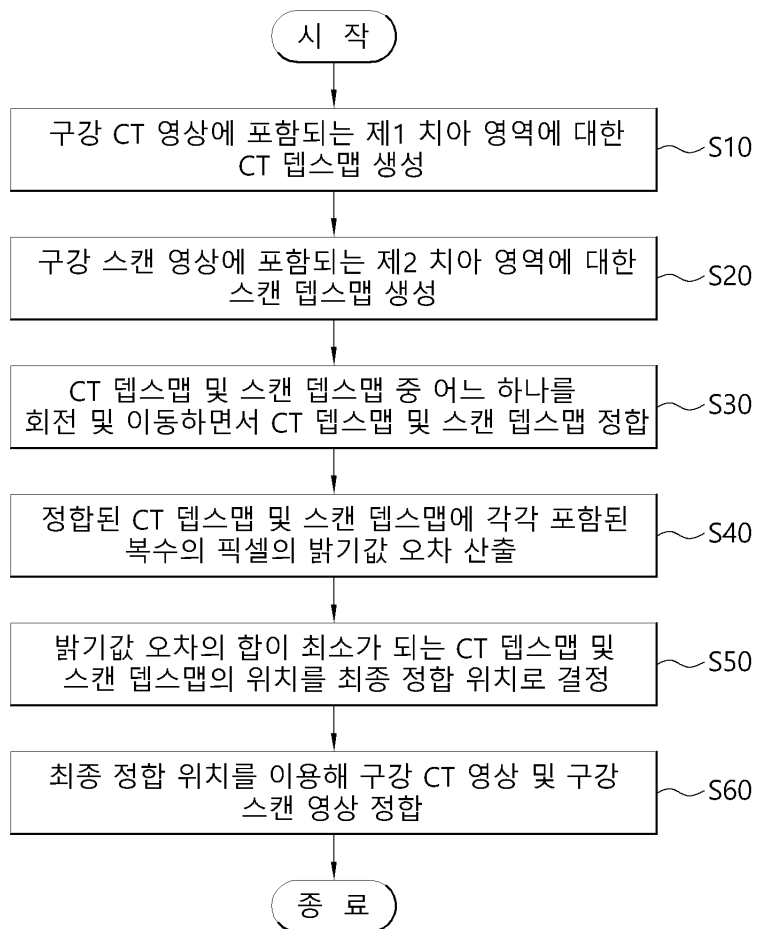 시 작
구강 CT 영상에 포함되는 제1 치아 영역에 대한
CT 뎁스맵 생성
S10
구강 스캔 영상에 포함되는 제2 치아 영역에 대한
스캔 뎁스맵 생성
S20
CT 뎁스맵 및 스캔 뎁스맵 중 어느 하나를
회전 및 이동하면서 CT 뎁스맵 및 스캔 뎁스맵 정합
S30
정합된 CT 뎁스맵 및 스캔 뎁스맵에 각각 포함된
복수의 픽셀의 밝기값 오차 산출
S40
밝기값 오차의 합이 최소가 되는 CT 뎁스맵 및
스캔 뎁스맵의 위치를 최종 정합 위치로 결정
S50
최종 정합 위치를 이용해 구강 CT 영상 및 구강
스캔 영상 정합
S60
종 료